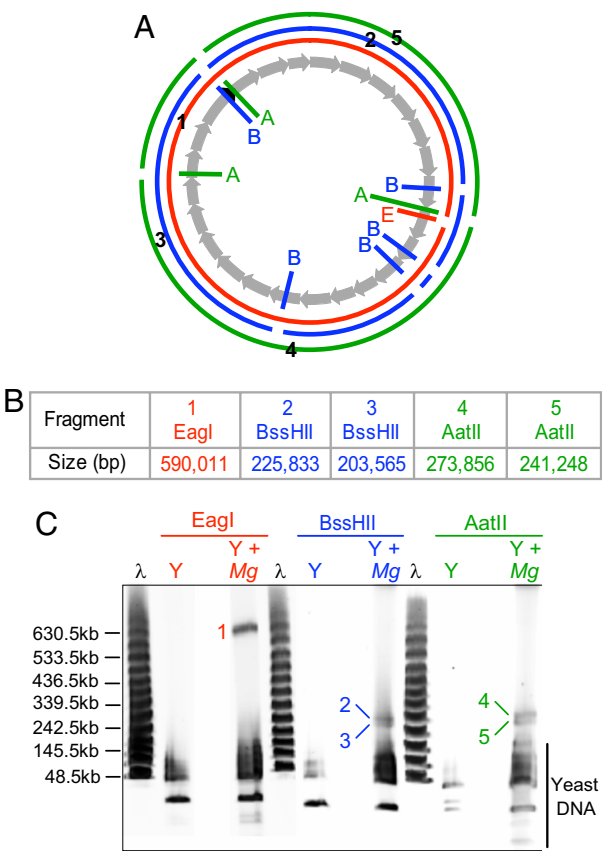 A
2 5
A
B
1
A
B
A
E
B
B
3
B
4
B
Fragment 1 EagI 2 BssHII 3 BssHII 4 AatII 5 AatII
Size (bp) 590,011 225,833 203,565 273,856 241,248
C
EagI BssHII AatII
λ Y Y + Mg λ Y Y + Mg λ Y Y + Mg
630.5kb
533.5kb
436.5kb
339.5kb
242.5kb
145.5kb
48.5kb
1
2
3
4
5
Yeast
DNA